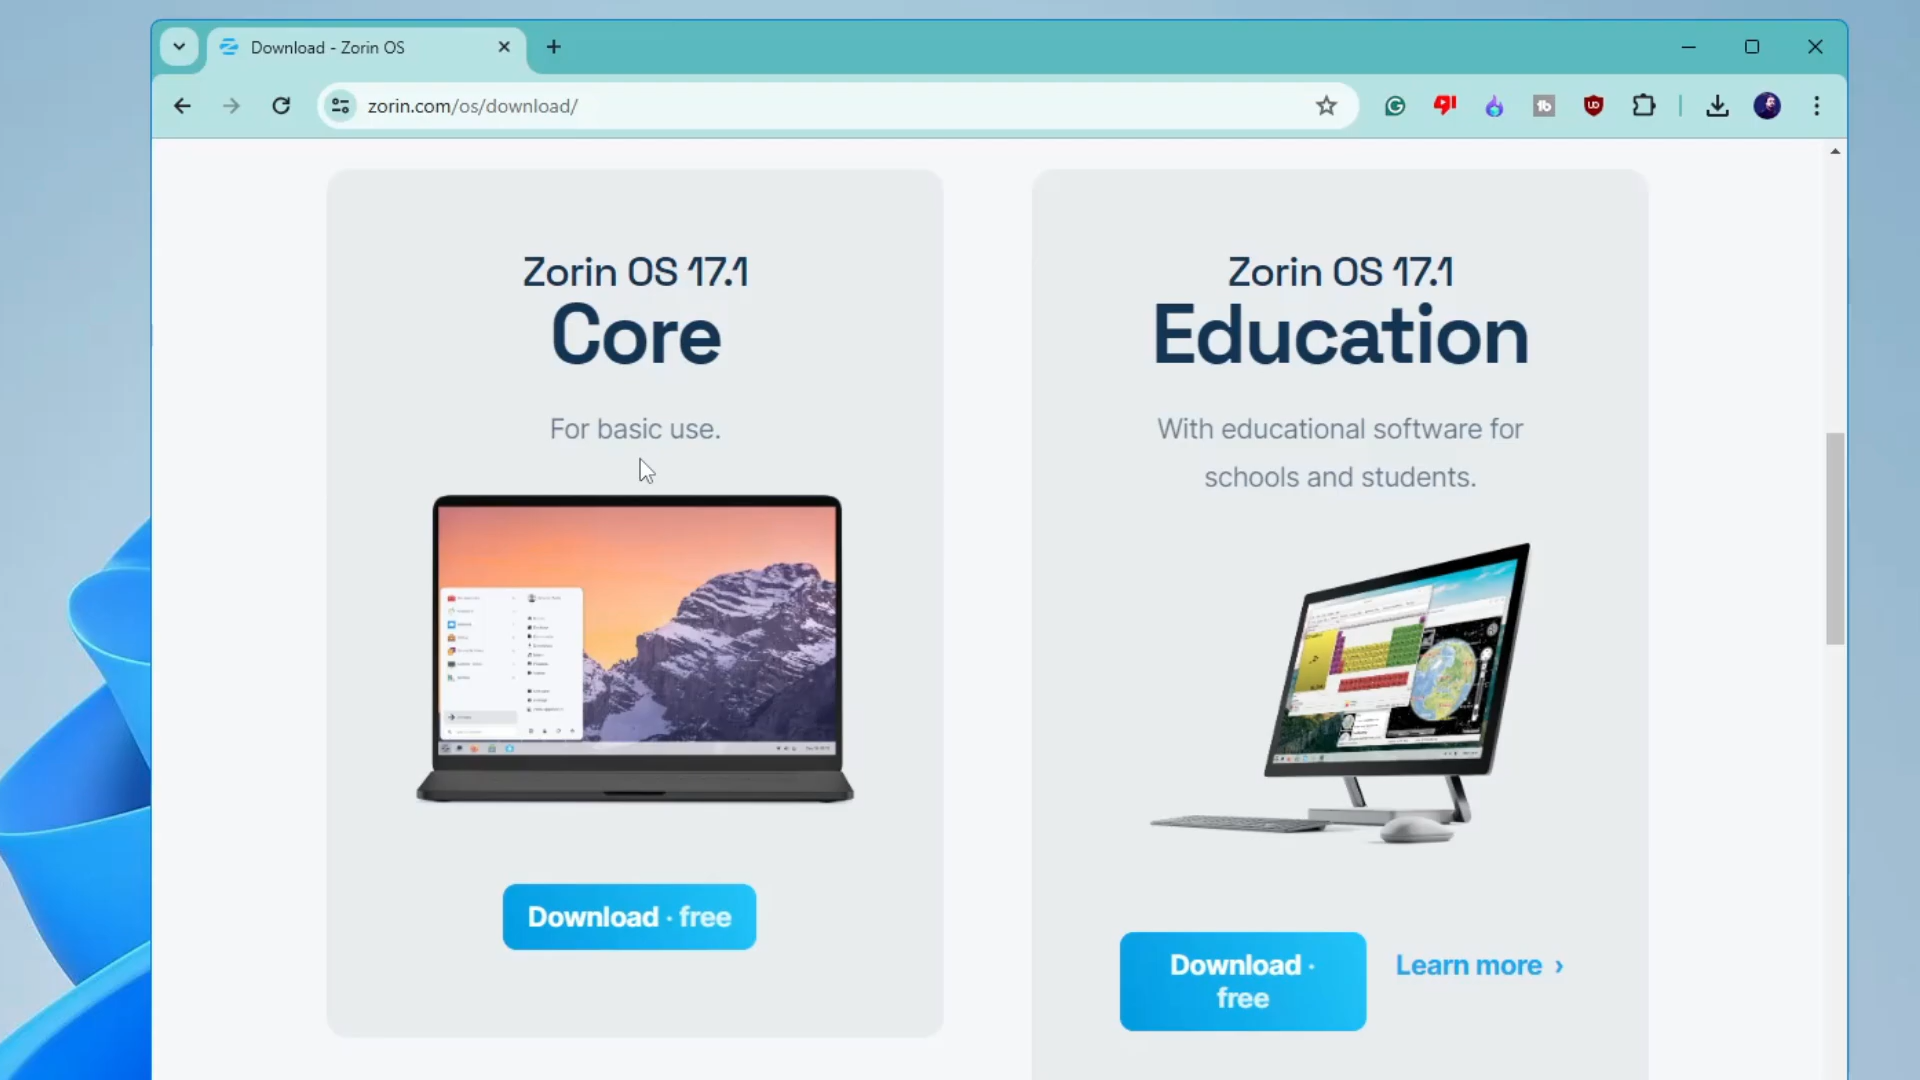 Download - Zorin OS
zorin.com/os/download/
Zorin OS 17.1
Core
For basic use.
Download · free
Zorin OS 17.1
Education
With educational software for
schools and students.
Download ·
free
Learn more ›